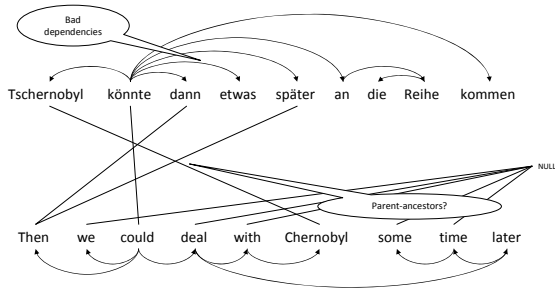 Bad
dependencies
Tschernobyl könnte dann etwas später an die Reihe kommen
NULL
Parent-ancestors?
Then we could deal with Chernobyl some time later